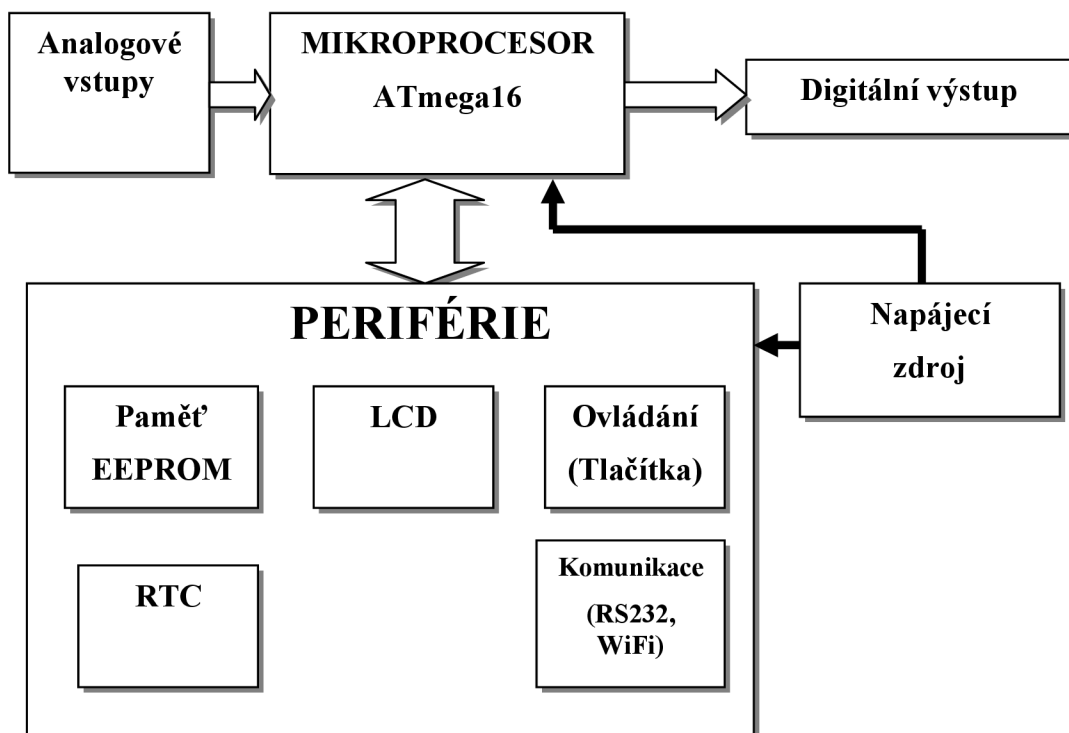 Analogové
vstupy
MIKROPROCESOR
ATmega16
Digitální výstup
PERIFÉRIE
Napájecí
zdroj
Paměť
EEPROM
LCD
Ovládání
(Tlačítka)
RTC
Komunikace
(RS232,
WiFi)